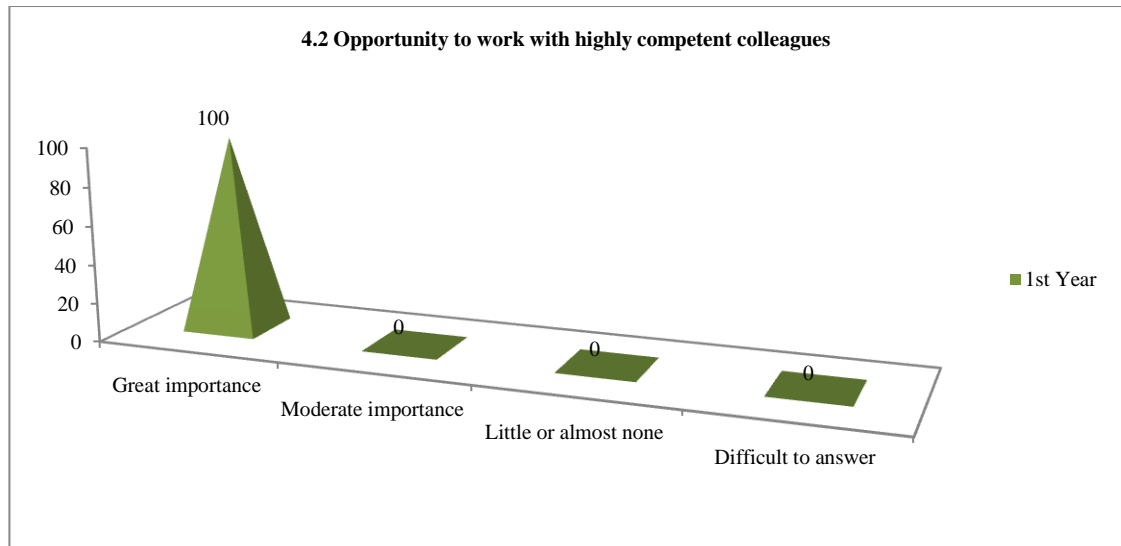 4.2 Opportunity to work with highly competent colleagues
100
100
80
60
40
20
0
0
0
0
Great importance
Moderate importance
Little or almost none
Difficult to answer
1st Year